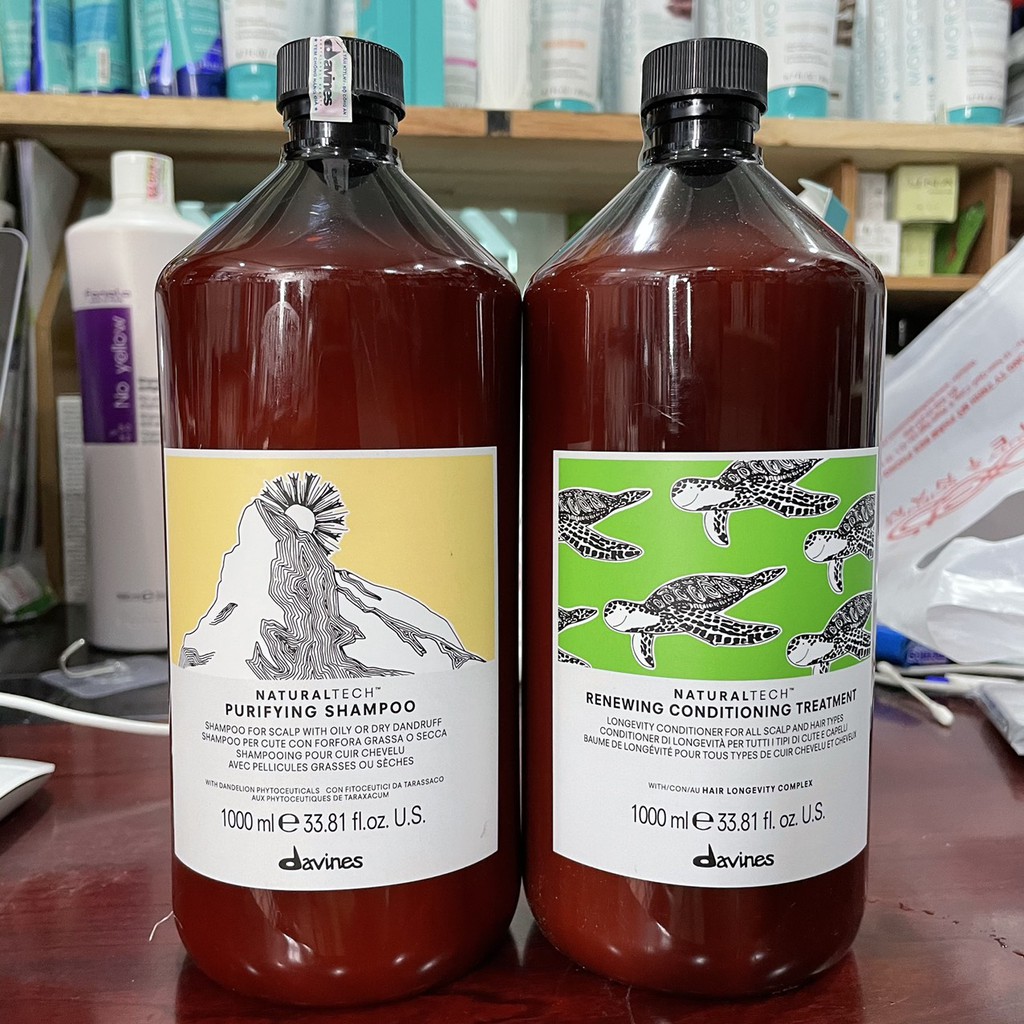 davines
No yellow
NATURALTECH™
PURIFYING SHAMPOO
SHAMPOO FOR SCALP WITH OILY OR DRY DANDRUFF
SHAMPOO PER CUTE CON FORFORA GRASSA O SECCA
SHAMPOOING POUR CUIR CHEVELU
AVEC PELLICULES GRASSES OU SÈCHES
WITH DANDELION PHYTOCEUTICALS CON FITOCEUTICI DA TARASSACO
AUX PHYTOCEUTIQUES DE TARAXACUM
1000 ml ℮ 33.81 fl.oz. U.S.
davines
NATURALTECH™
RENEWING CONDITIONING TREATMENT
LONGEVITY CONDITIONER FOR ALL SCALP AND HAIR TYPES
CONDITIONER DI LONGEVITÀ PER TUTTI I TIPI DI CUTE E CAPELLI
BAUME DE LONGÉVITÉ POUR TOUS TYPES DE CUIR CHEVELU ET CHEVEUX
WITH/CON/AU HAIR LONGEVITY COMPLEX
1000 ml ℮ 33.81 fl. oz. U.S.
davines